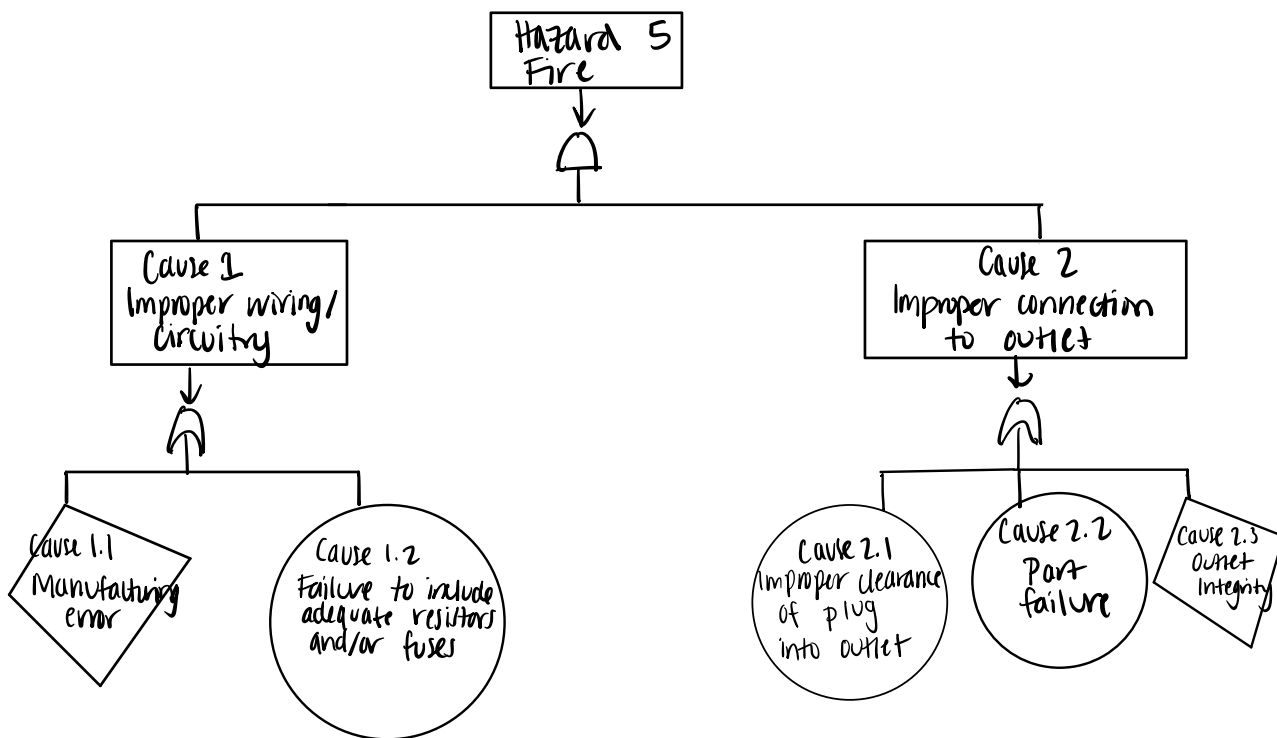 Hazard 5
Fire
Cause 1
Improper wiring/
circuitry
Cause 2
Improper connection
to outlet
Cause 1.1
Manufacturing
error
Cause 1.2
Failure to include
adequate resistors
and/or fuses
Cause 2.1
Improper clearance
of plug
into outlet
Cause 2.2
Part
failure
Cause 2.3
Outlet
Integrity